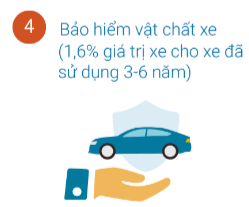 4
Bảo hiểm vật chất xe
(1,6% giá trị xe cho xe đã
sử dụng 3-6 năm)